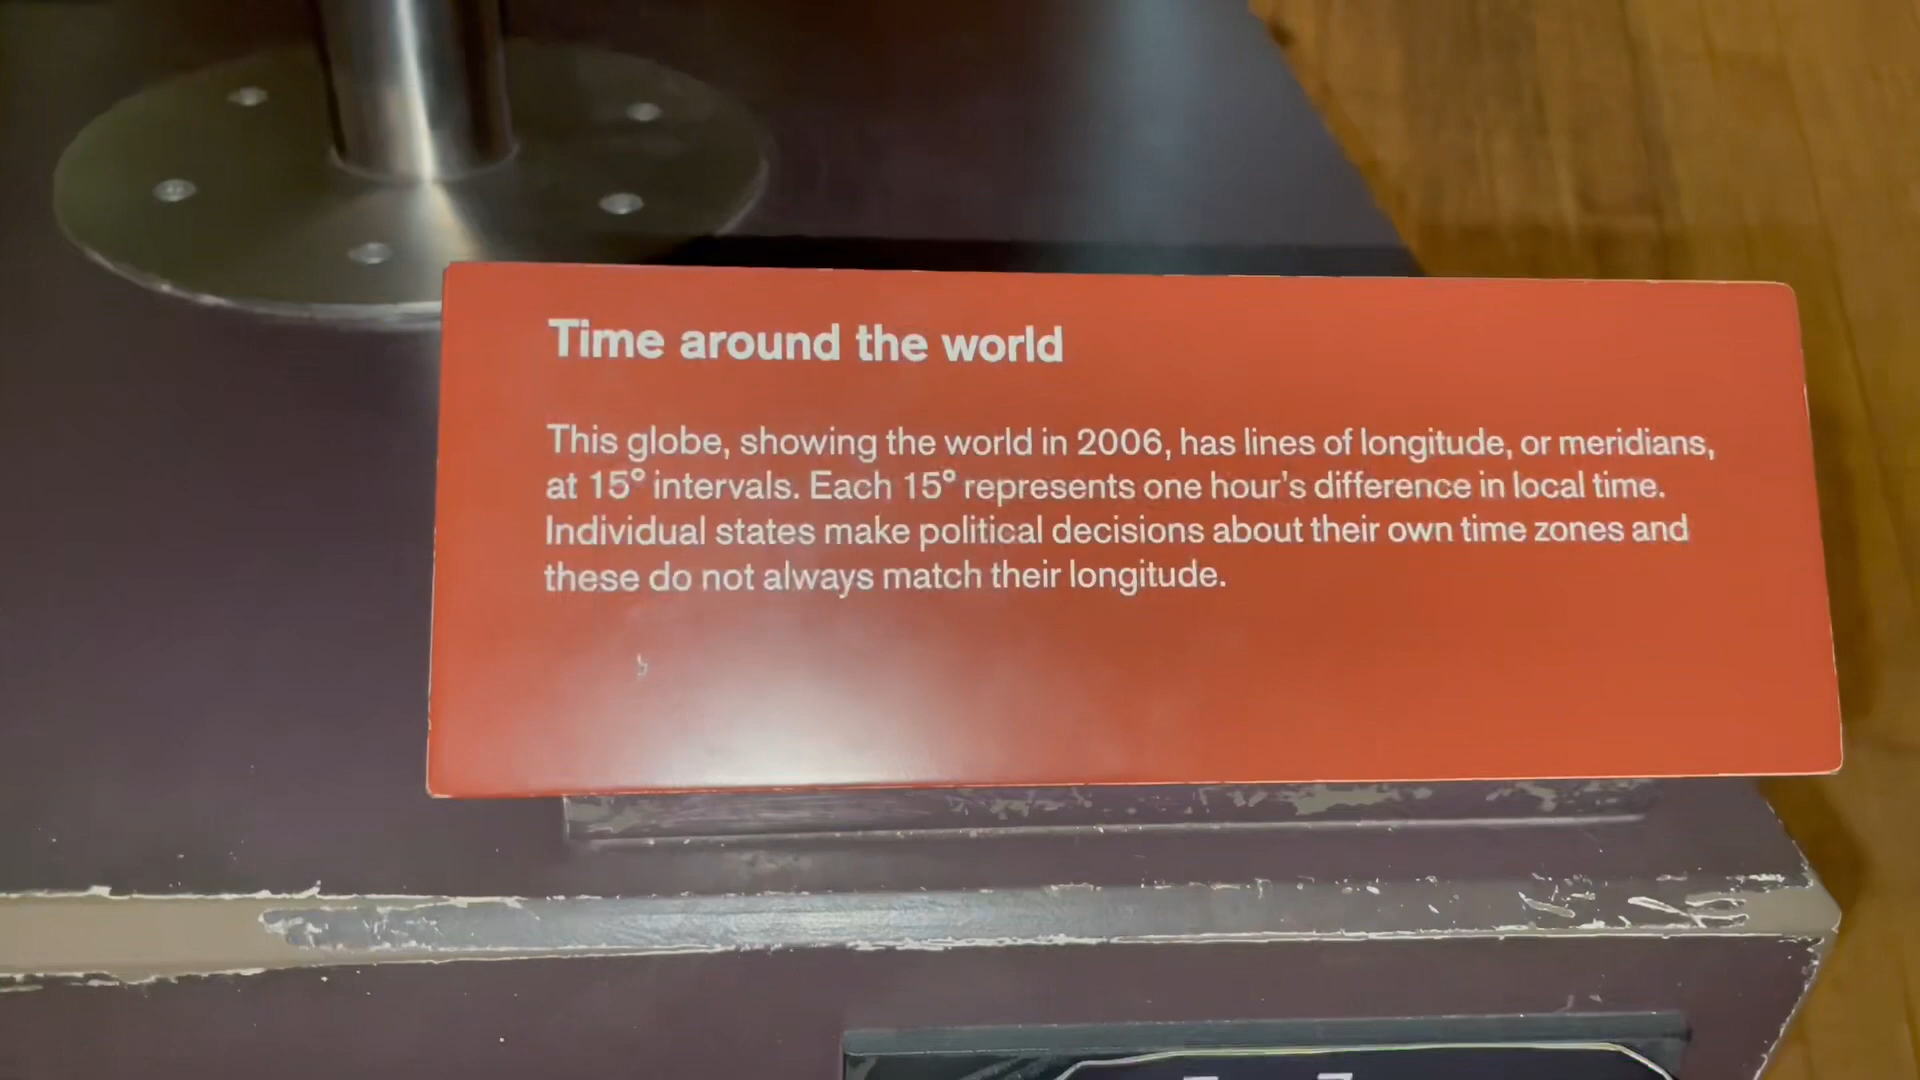 Time around the world
This globe, showing the world in 2006, has lines of longitude, or meridians,
at 15° intervals. Each 15° represents one hour's difference in local time.
Individual states make political decisions about their own time zones and
these do not always match their longitude.